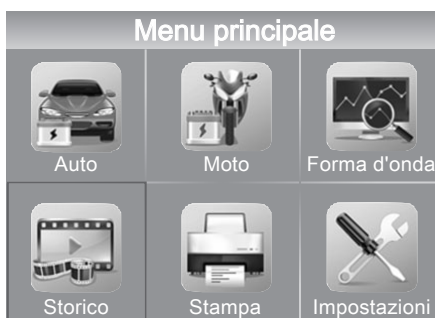 Menu principale
Auto
Moto
Forma d'onda
Storico
Stampa
Impostazioni